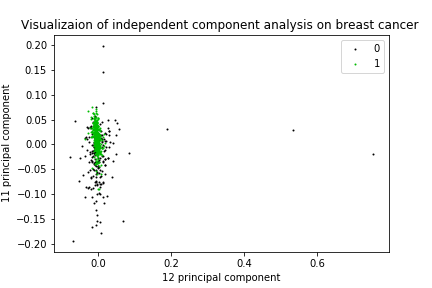 Visualizaion of independent component analysis on breast cancer
0
1
0.20
0.15
0.10
0.05
0.00
−0.05
−0.10
−0.15
−0.20
11 principal component
0.0 0.2 0.4 0.6
12 principal component